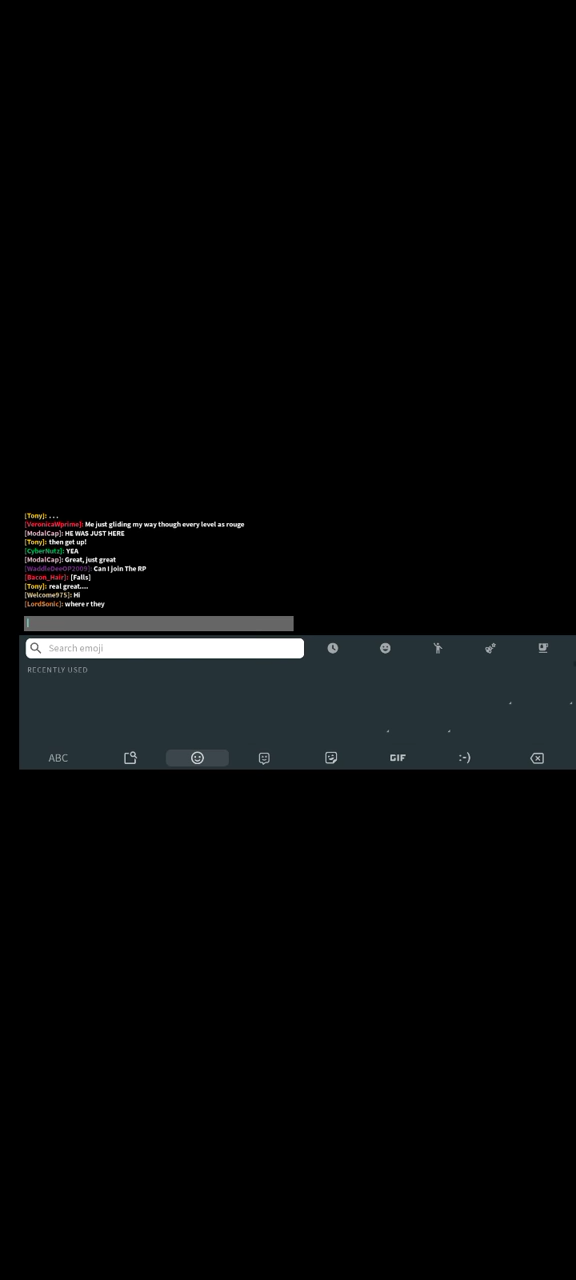 [Tony]: . . .
[VeronicaWprime]: Me just gliding my way though every level as rouge
[ModalCap]: HE WAS JUST HERE
[Tony]: then get up!
[CyberNutz]: YEA
[ModalCap]: Great, just great
[WaddleDeeOP2009]: Can I join The RP
[Bacon_Hair]: [Falls]
[Tony]: real great....
[Welcome975]: Hi
[LordSonic]: where r they
Search emoji
RECENTLY USED
ABC
GIF
:-)